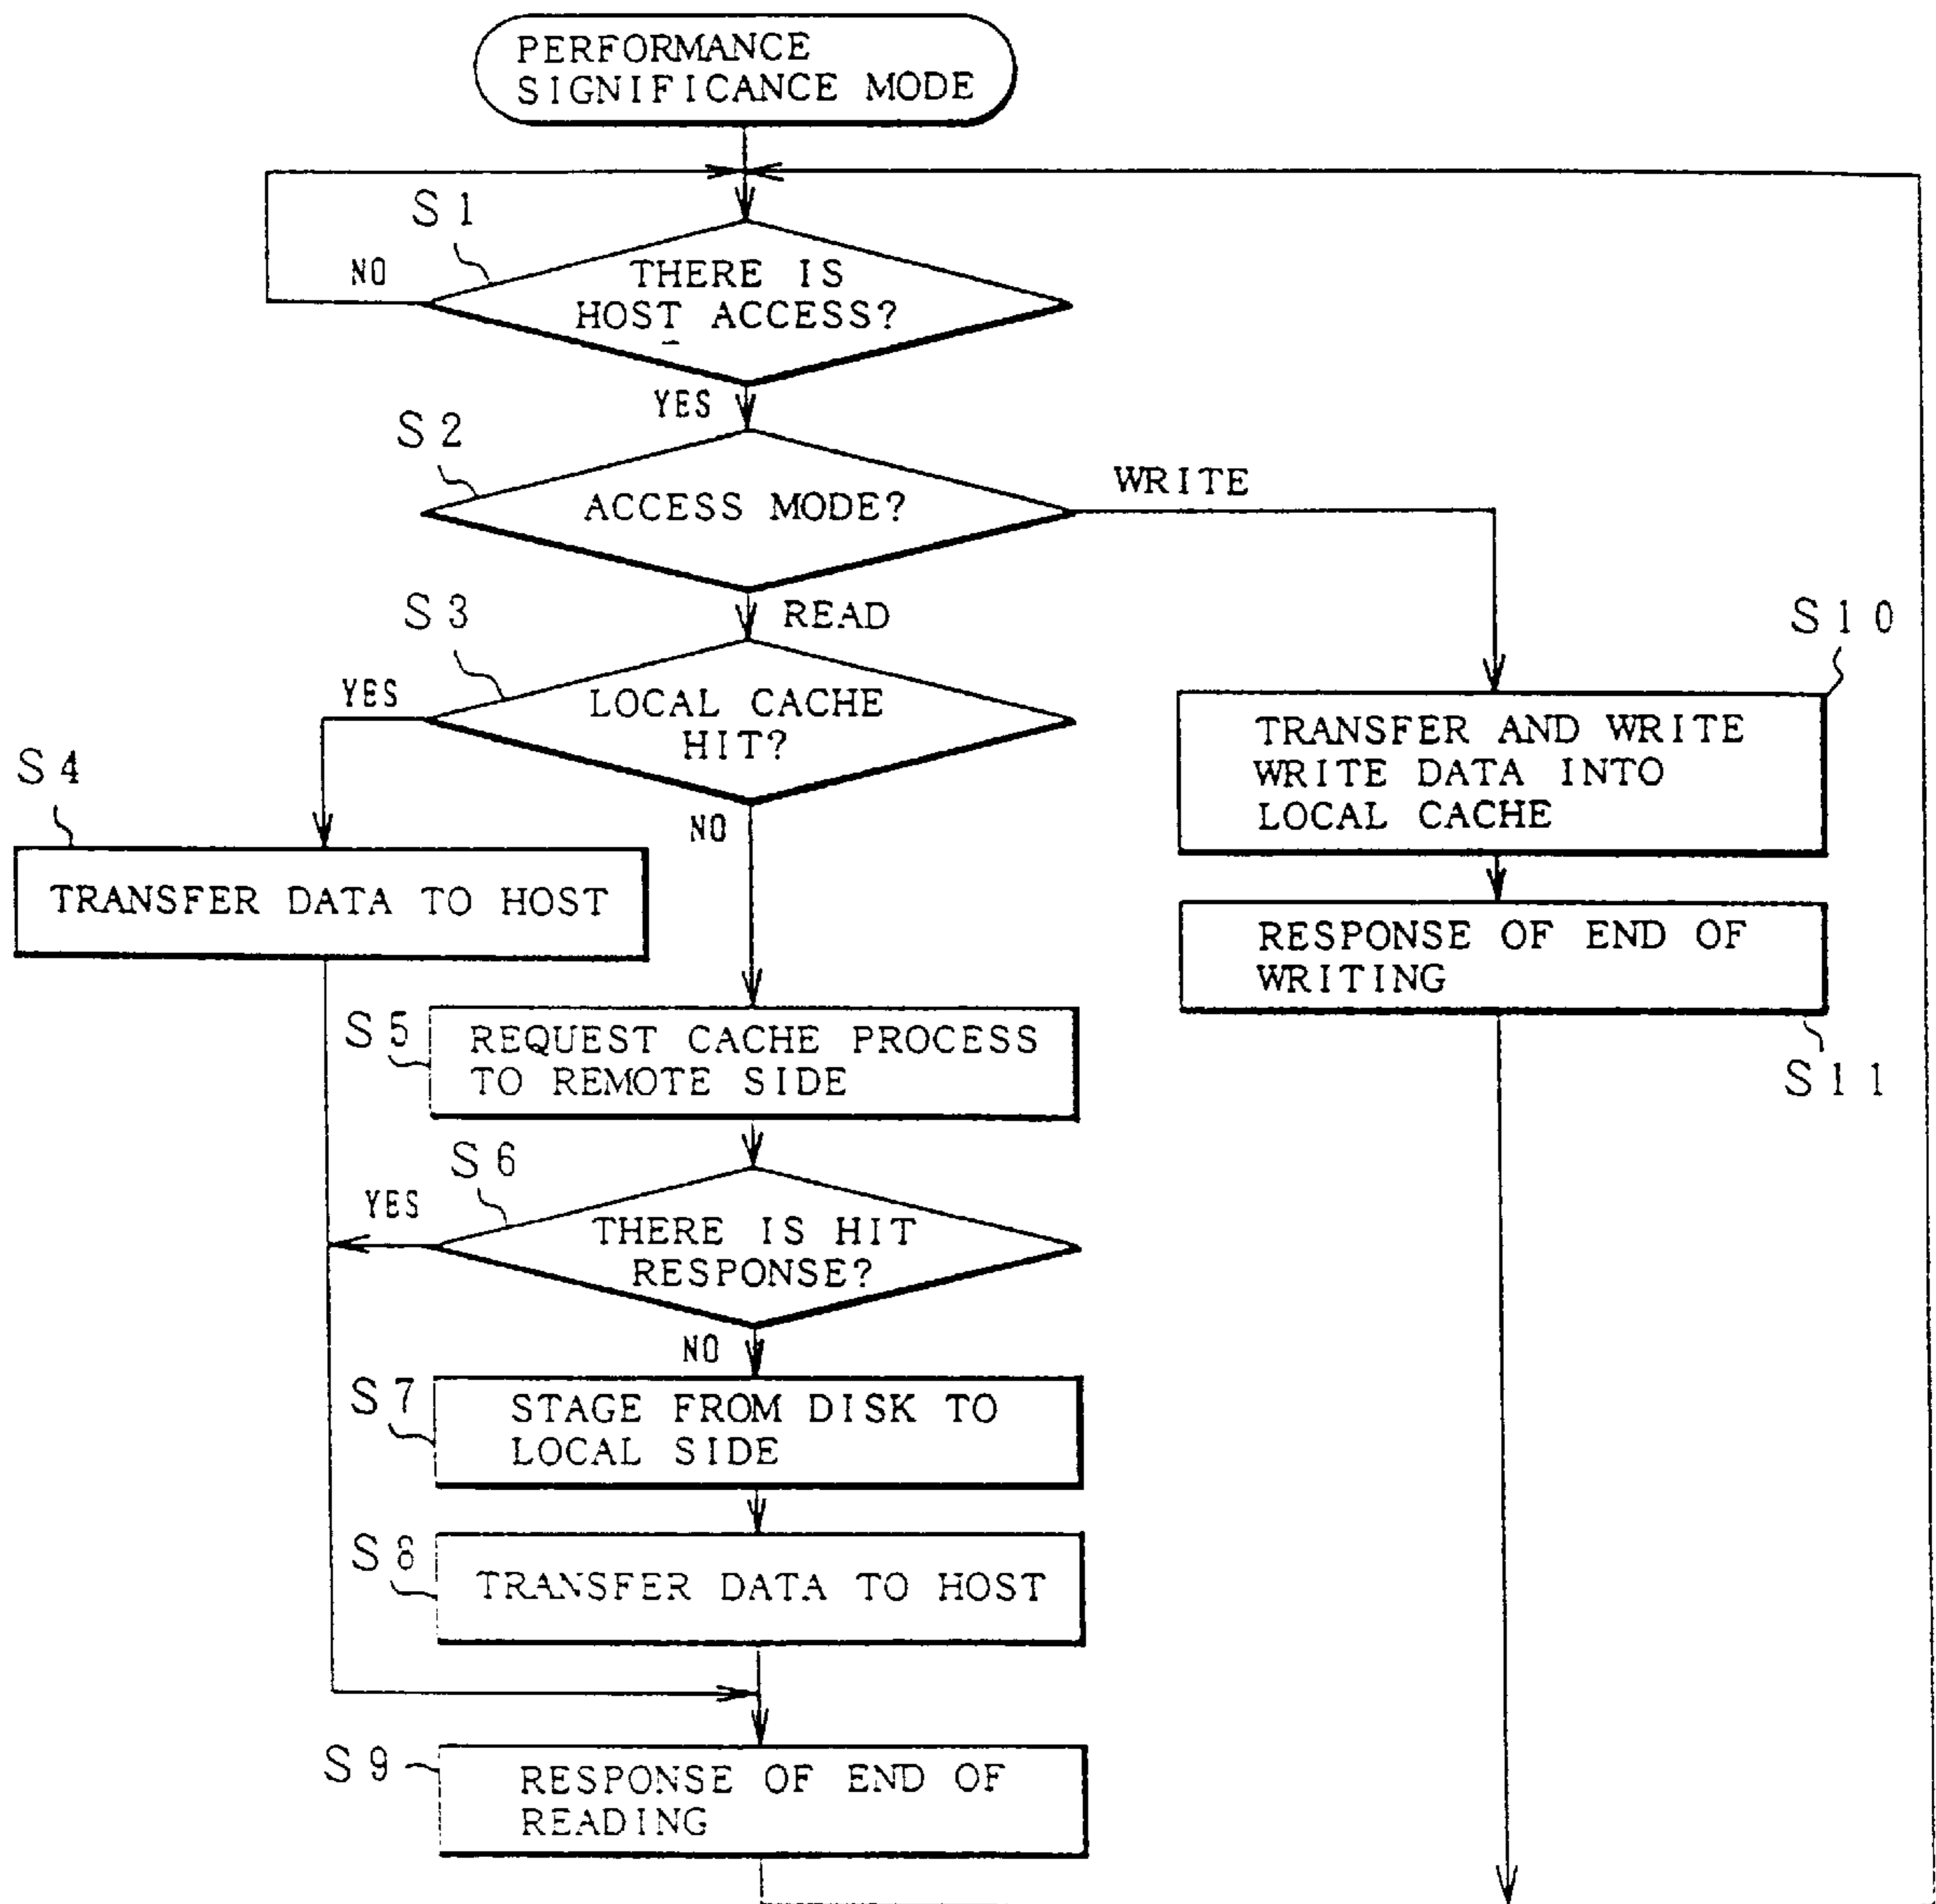 PERFORMANCE
SIGNIFICANCE MODE
S1
NO
THERE IS
HOST ACCESS?
YES
S2
ACCESS MODE?
WRITE
READ
S3
YES
LOCAL CACHE
HIT?
NO
S10
TRANSFER AND WRITE
WRITE DATA INTO
LOCAL CACHE
S4
TRANSFER DATA TO HOST
RESPONSE OF END OF
WRITING
S11
S5
REQUEST CACHE PROCESS
TO REMOTE SIDE
S6
YES
THERE IS HIT
RESPONSE?
NO
S7
STAGE FROM DISK TO
LOCAL SIDE
S8
TRANSFER DATA TO HOST
S9
RESPONSE OF END OF
READING